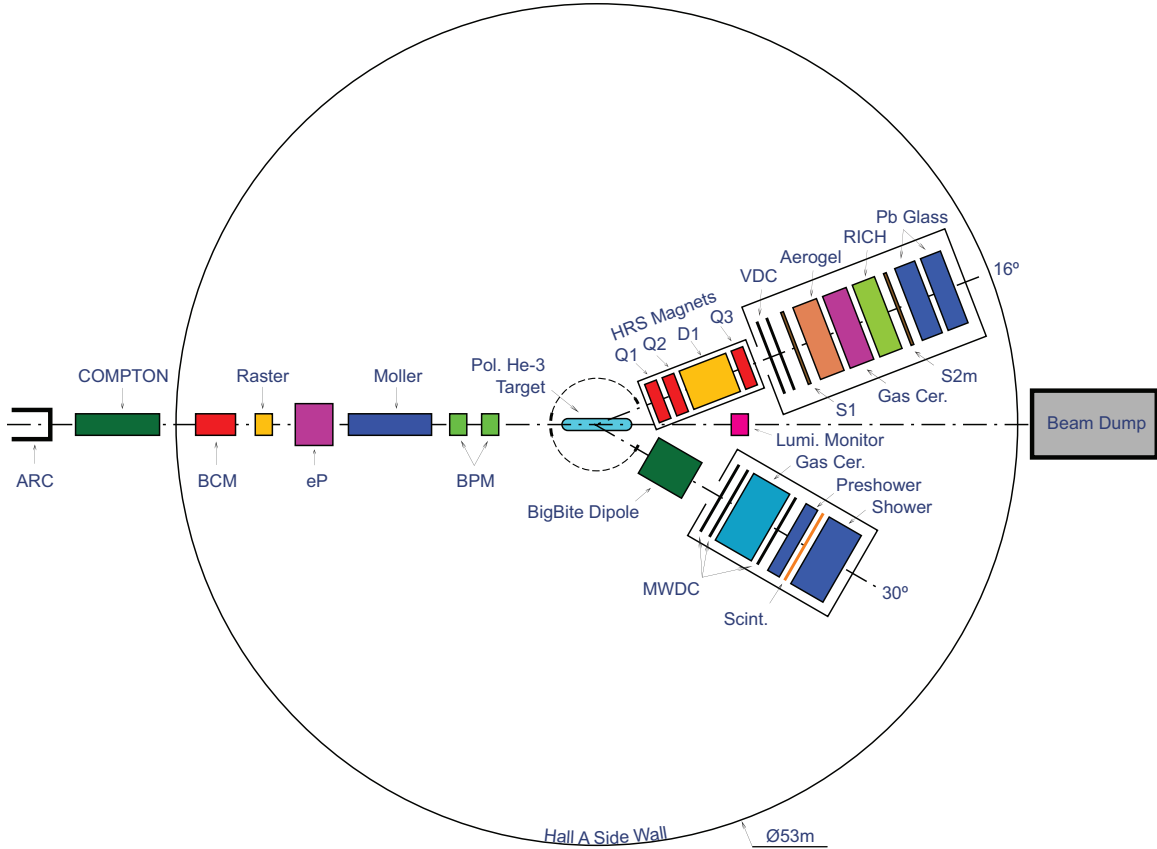 Pb Glass
RICH
Aerogel
VDC
16º
HRS Magnets
Q3
D1
Q2
Q1
Pol. He-3
Target
COMPTON
Raster
Moller
S2m
Gas Cer.
S1
Beam Dump
Lumi. Monitor
ARC
BCM
eP
BPM
Gas Cer.
Preshower
Shower
BigBite Dipole
MWDC
30º
Scint.
Hall A Side Wall
Ø53m